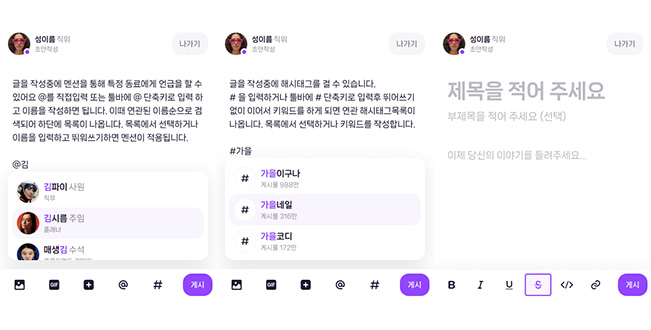 성이름 직위
초안작성
나가기
글을 작성중에 멘션을 통해 특정 동료에게 언급을 할 수
있어요 @를 직접입력 또는 툴바에 @ 단축키로 입력 하
고 이름을 작성하면 됩니다. 이때 연관된 이름순으로 검
색되어 하단에 목록이 나옵니다. 목록에서 선택하거나
이름을 입력하고 뛰워쓰기하면 멘션이 적용됩니다.
@김
김파이 사원
직무
김시름 주임
플래너
매생김 수석
GIF
@
#
게시
성이름 직위
초안작성
나가기
글을 작성중에 해시태그를 걸 수 있습니다.
# 을 입력하거나 툴바에 # 단축키로 입력후 뛰어쓰기
없이 이어서 키워드를 하게 되면 연관 해시태그목록이
나옵니다. 목록에서 선택하거나 키워드를 작성합니다.
#가을
# 가을이구나
게시물 988만
# 가을네일
게시물 316만
# 가을코디
게시물 172만
GIF
@
#
게시
성이름 직위
초안작성
나가기
제목을 적어 주세요
부제목을 적어 주세요 (선택)
이제 당신의 이야기를 들려주세요...
B
I
U
S
</>
게시